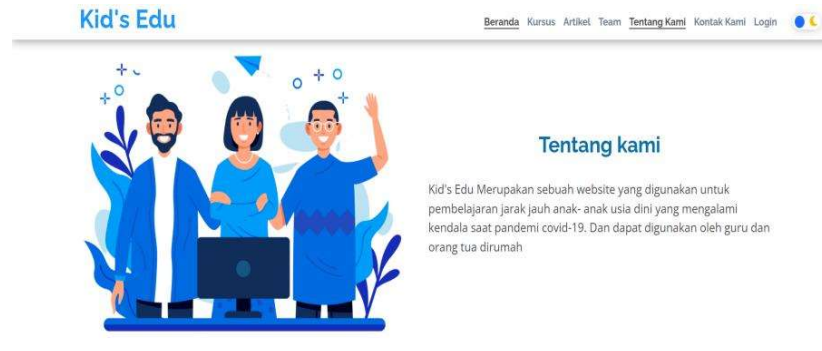 Kid's Edu
Beranda Kursus Artikel Team Tentang Kami Kontak Kami Login
Tentang kami
Kid's Edu Merupakan sebuah website yang digunakan untuk
pembelajaran jarak jauh anak- anak usia dini yang mengalami
kendala saat pandemi covid-19. Dan dapat digunakan oleh guru dan
orang tua dirumah